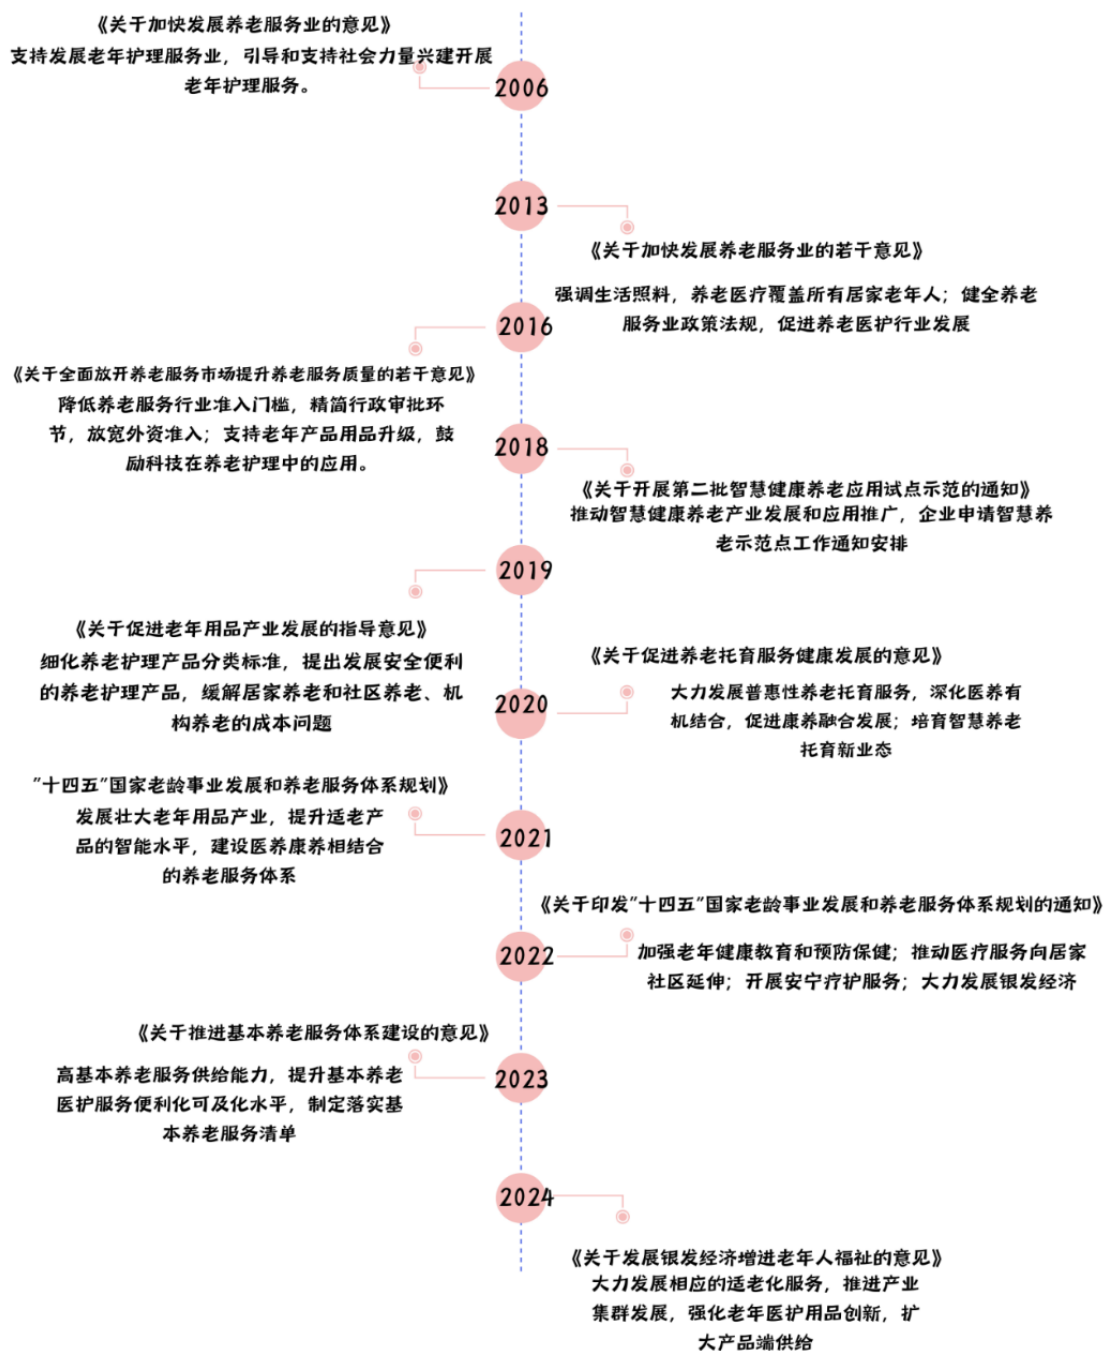 《关于加快发展养老服务业的意见》
支持发展老年护理服务业，引导和支持社会力量兴建开展
老年护理服务。
2006
2013
《关于加快发展养老服务业的若干意见》
强调生活照料，养老医疗覆盖所有居家老年人；健全养老
服务业政策法规，促进养老医护行业发展
2016
《关于全面放开养老服务市场提升养老服务质量的若干意见》
降低养老服务行业准入门槛，精简行政审批环
节，放宽外资准入；支持老年产品用品升级，鼓
励科技在养老护理中的应用。
2018
《关于开展第二批智慧健康养老应用试点示范的通知》
推动智慧健康养老产业发展和应用推广，企业申请智慧养
老示范点工作通知安排
2019
《关于促进老年用品产业发展的指导意见》
细化养老护理产品分类标准，提出发展安全便利
的养老护理产品，缓解居家养老和社区养老、机
构养老的成本问题
《关于促进养老托育服务健康发展的意见》
2020
大力发展普惠性养老托育服务，深化医养有
机结合，促进康养融合发展；培育智慧养老
托育新业态
"十四五"国家老龄事业发展和养老服务体系规划》
发展壮大老年用品产业，提升适老产
品的智能水平，建设医养康养相结合
的养老服务体系
2021
《关于印发"十四五"国家老龄事业发展和养老服务体系规划的通知》
2022
加强老年健康教育和预防保健；推动医疗服务向居家
社区延伸；开展安宁疗护服务；大力发展银发经济
《关于推进基本养老服务体系建设的意见》
2023
高基本养老服务供给能力，提升基本养老
医护服务便利化可及化水平，制定落实基
本养老服务清单
2024
《关于发展银发经济增进老年人福祉的意见》
大力发展相应的适老化服务，推进产业
集群发展，强化老年医护用品创新，扩
大产品端供给